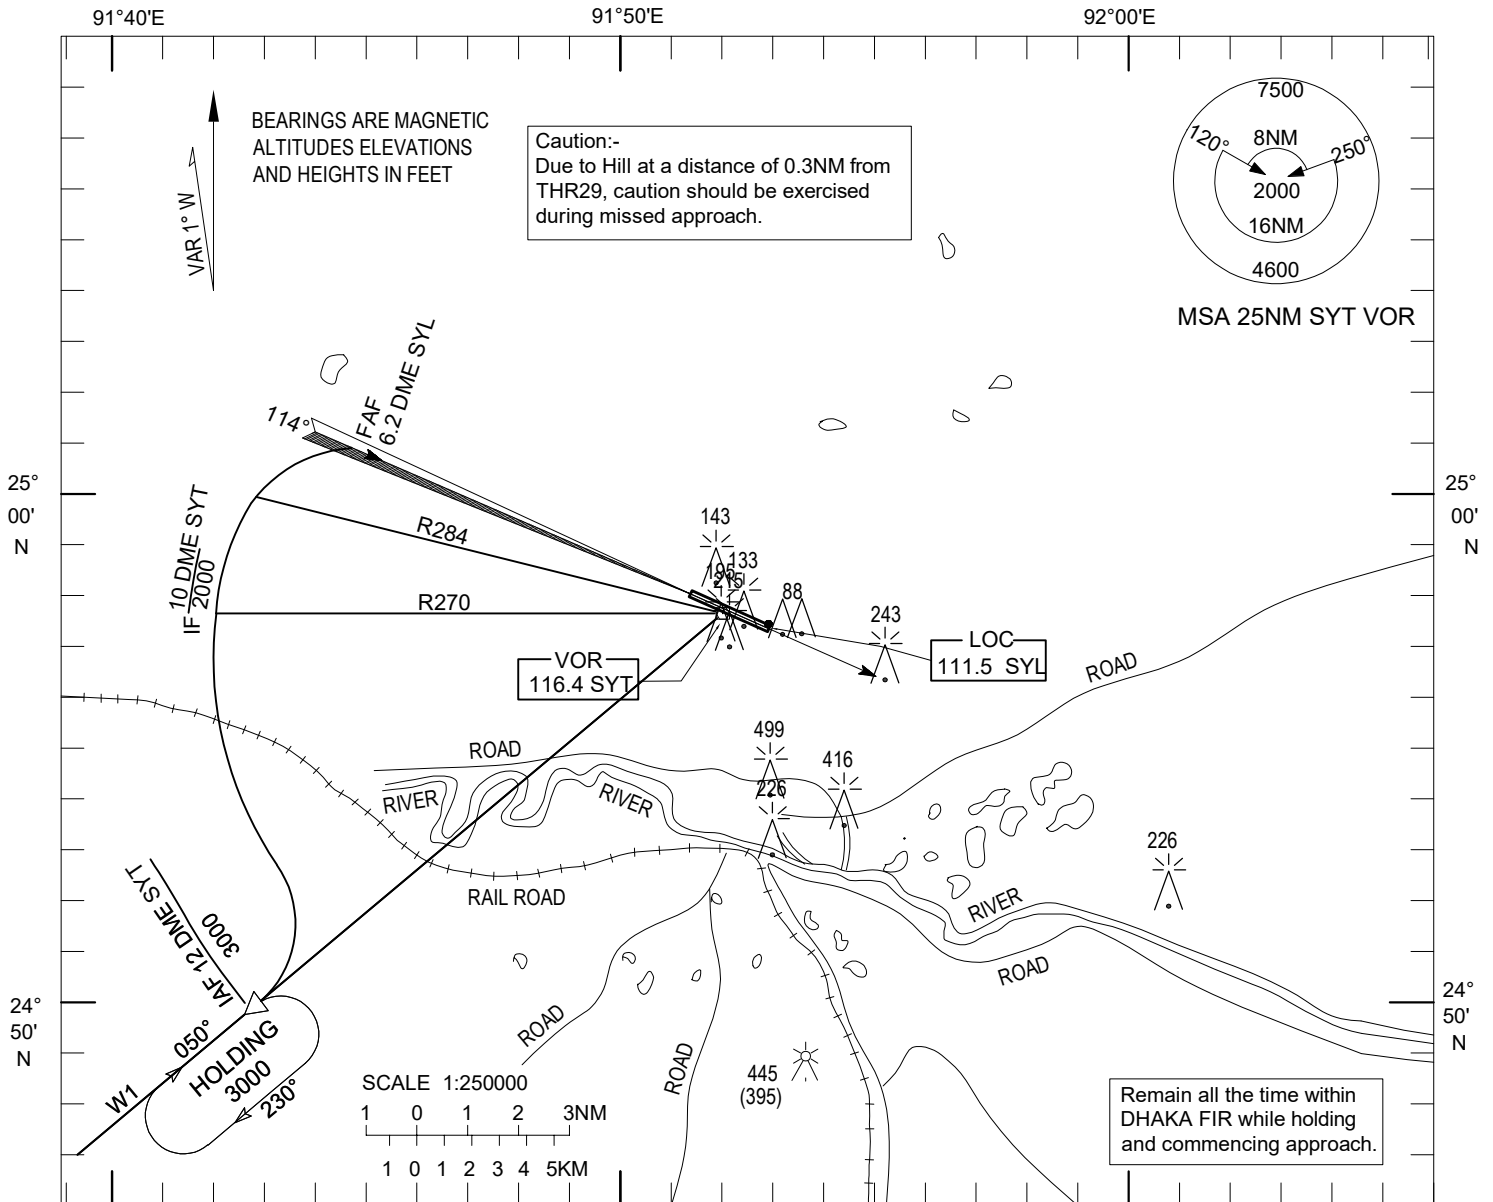 91°40'E
91°50'E
92°00'E
BEARINGS ARE MAGNETIC
ALTITUDES ELEVATIONS
AND HEIGHTS IN FEET
VAR 1° W
Caution:-
Due to Hill at a distance of 0.3NM from
THR29, caution should be exercised
during missed approach.
7500
120°
8NM
250°
2000
16NM
4600
MSA 25NM SYT VOR
114°
FAF
6.2 DME SYL
25°
00'
N
25°
00'
N
10 DME SYT
IF 2000
R284
R270
143
133
195
215
88
243
VOR
116.4 SYT
LOC
111.5 SYL
ROAD
ROAD
RIVER
RIVER
499
416
226
226
RAIL ROAD
RIVER
ROAD
IAF 12 DME SYT
3000
24°
50'
N
24°
50'
N
W1
050°
HOLDING
3000
230°
ROAD
ROAD
445
(395)
SCALE 1:250000
1 0 1 2 3NM
1 0 1 2 3 4 5KM
Remain all the time within
DHAKA FIR while holding
and commencing approach.